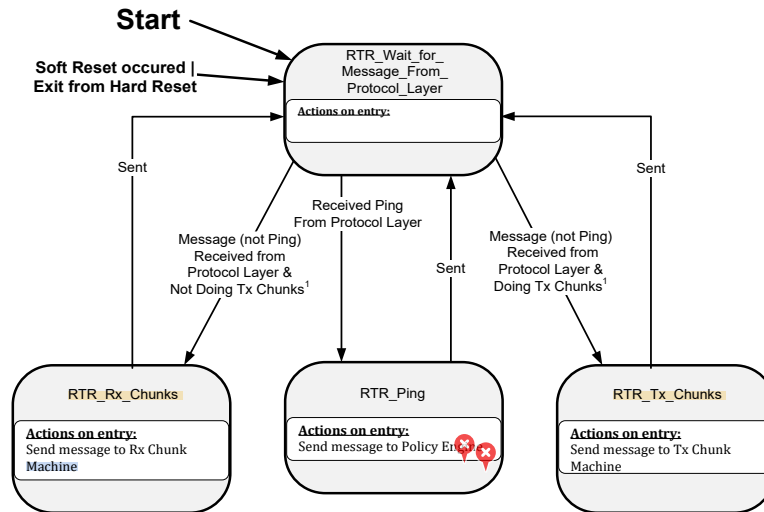 Start
RTR_Wait_for_
Message_From_
Protocol_Layer
Soft Reset occured |
Exit from Hard Reset
Actions on entry:
Sent
Received Ping
From Protocol Layer
Sent
Message (not Ping)
Received from
Protocol Layer &
Not Doing Tx Chunks1
Sent
Message (not Ping)
Received from
Protocol Layer &
Doing Tx Chunks1
RTR_Rx_Chunks
Actions on entry:
Send message to Rx Chunk
Machine
RTR_Ping
Actions on entry:
Send message to Policy Engine
RTR_Tx_Chunks
Actions on entry:
Send message to Tx Chunk
Machine